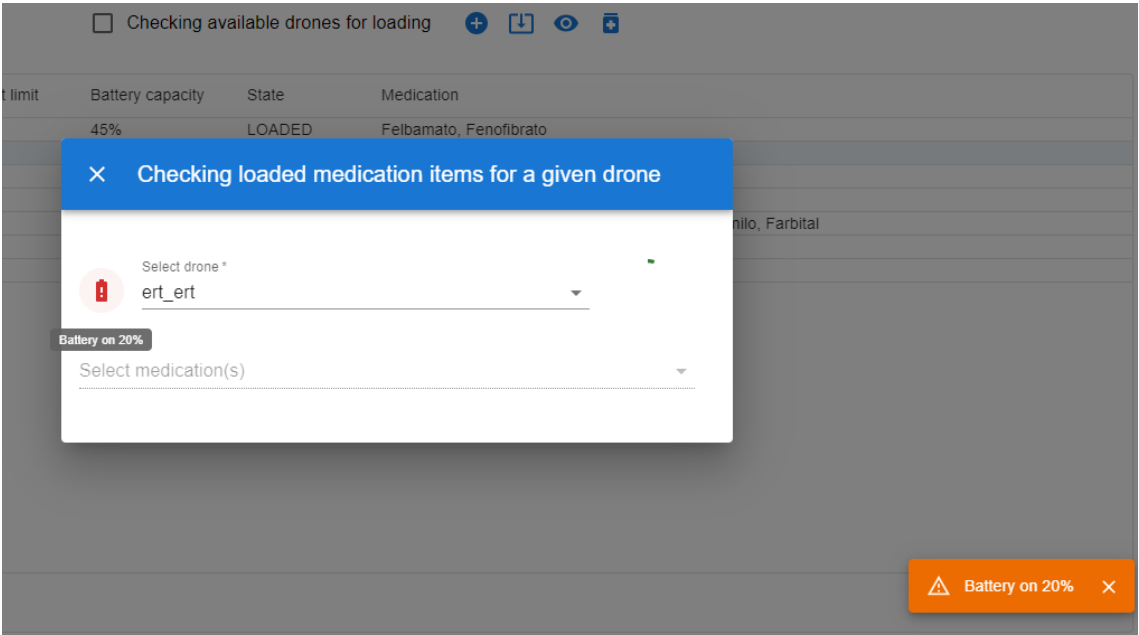 Checking available drones for loading
t limit Battery capacity State Medication
45% LOADED Felbamato, Fenofibrato
Checking loaded medication items for a given drone
nilo, Farbital
Select drone *
ert_ert
Battery on 20%
Select medication(s)
Battery on 20%